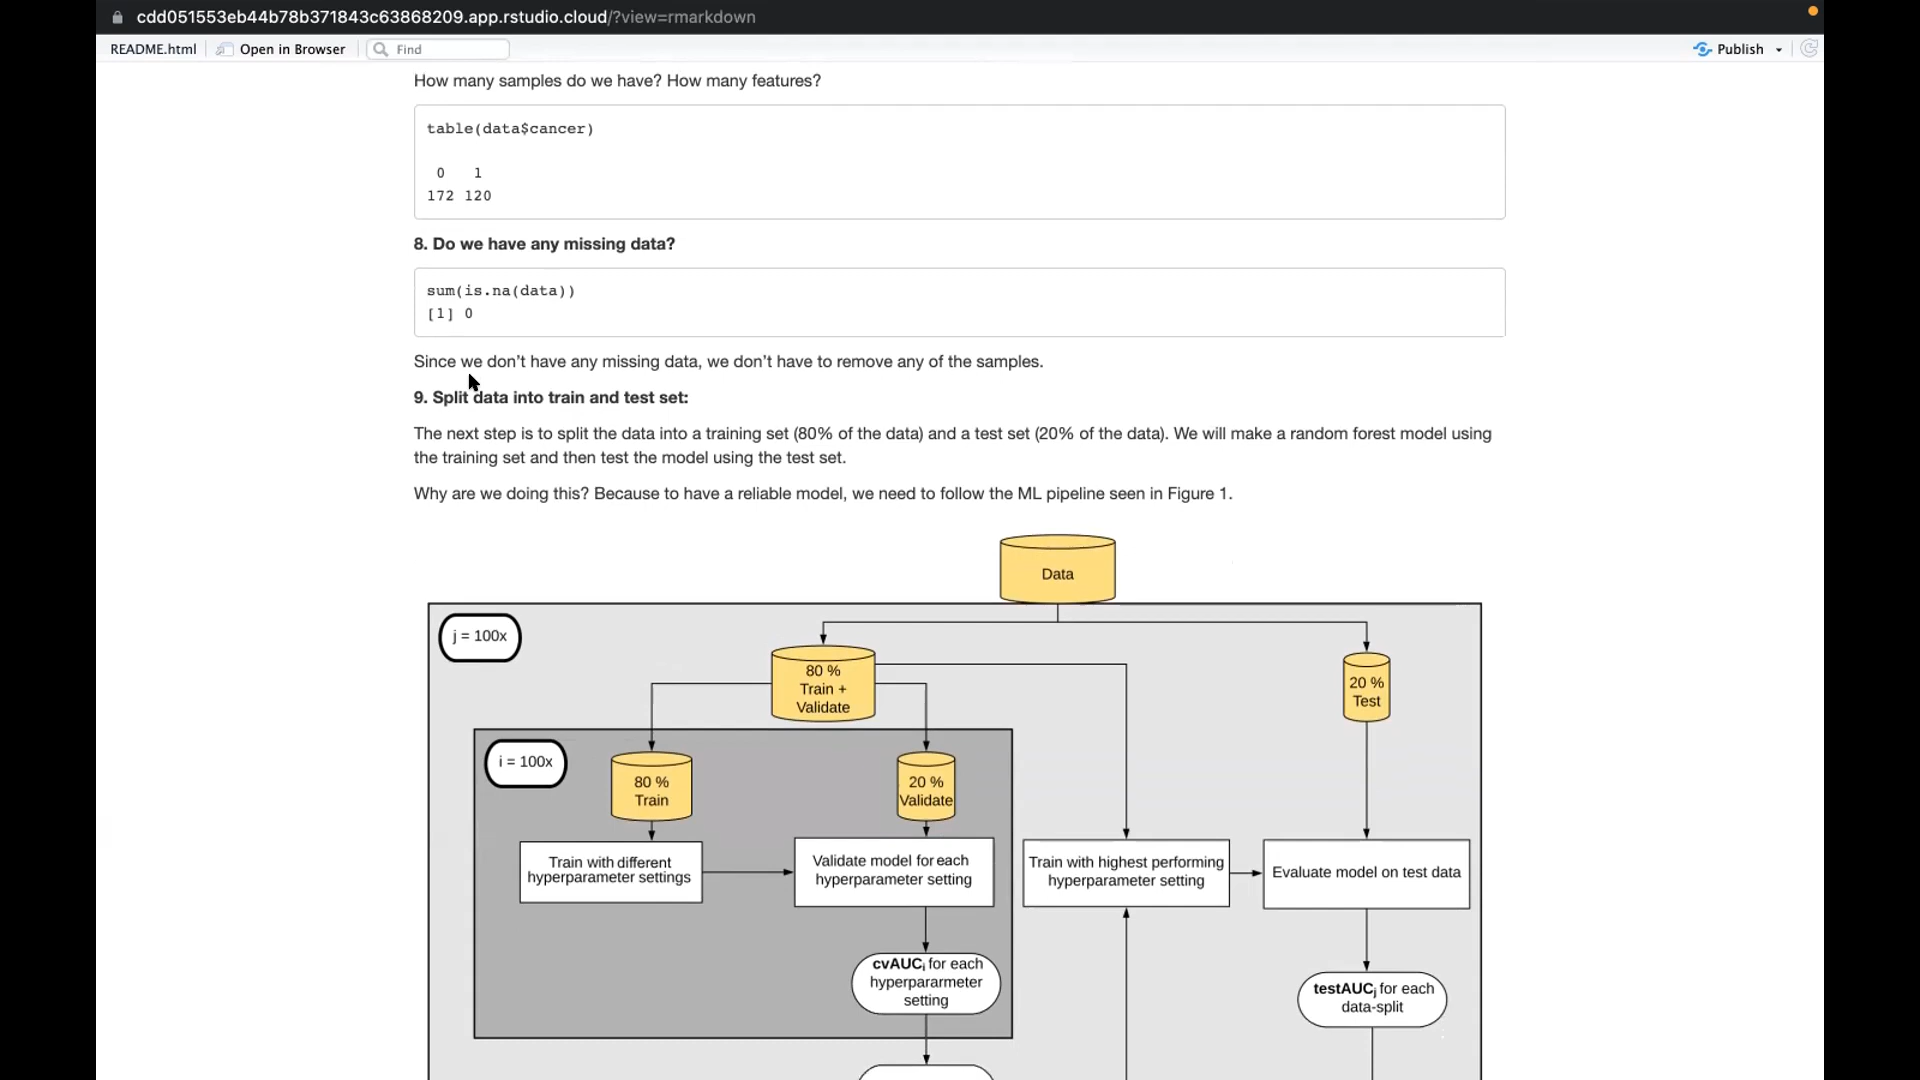 cdd051553eb44b78b371843c63868209.app.rstudio.cloud/?view=rmarkdown
README.html Open in Browser Find Publish
How many samples do we have? How many features?
table(data$cancer)
0 1
172 120
8. Do we have any missing data?
sum(is.na(data))
[1] 0
Since we don’t have any missing data, we don’t have to remove any of the samples.
9. Split data into train and test set:
The next step is to split the data into a training set (80% of the data) and a test set (20% of the data). We will make a random forest model using
the training set and then test the model using the test set.
Why are we doing this? Because to have a reliable model, we need to follow the ML pipeline seen in Figure 1.
Data
j = 100x
80 %
Train +
Validate
20 %
Test
i = 100x
80 %
Train
20 %
Validate
Train with different
hyperparameter settings
Validate model for each
hyperparameter setting
Train with highest performing
hyperparameter setting
Evaluate model on test data
cvAUCi for each
hyperpararmeter
setting
testAUCj for each
data-split